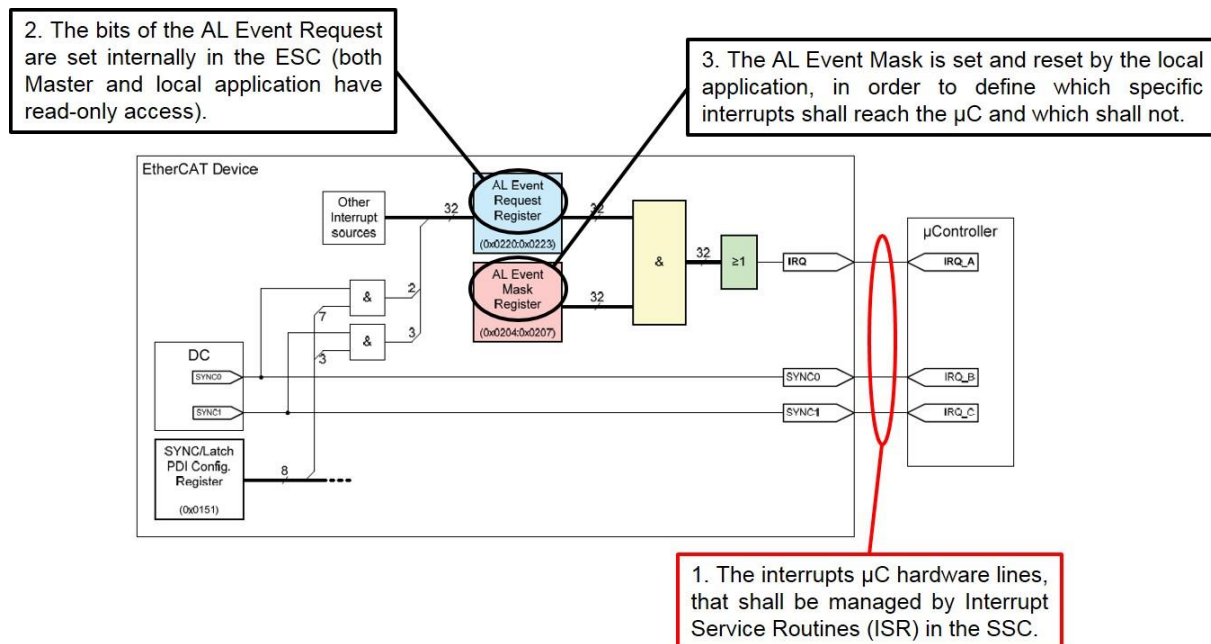 2. The bits of the AL Event Request
are set internally in the ESC (both
Master and local application have
read-only access).
3. The AL Event Mask is set and reset by the local
application, in order to define which specific
interrupts shall reach the µC and which shall not.
EtherCAT Device
Other
Interrupt
sources
32
AL Event
Request
Register
(0x0220:0x0223)
32
AL Event
Mask
Register
(0x0204:0x0207)
32
&
32
≥1
IRQ
µController
IRQ_A
&
2
7
&
3
3
DC
SYNC0
SYNC1
SYNC0
IRQ_B
SYNC1
IRQ_C
SYNC/Latch
PDI Config.
Register
(0x0151)
8
1. The interrupts µC hardware lines,
that shall be managed by Interrupt
Service Routines (ISR) in the SSC.